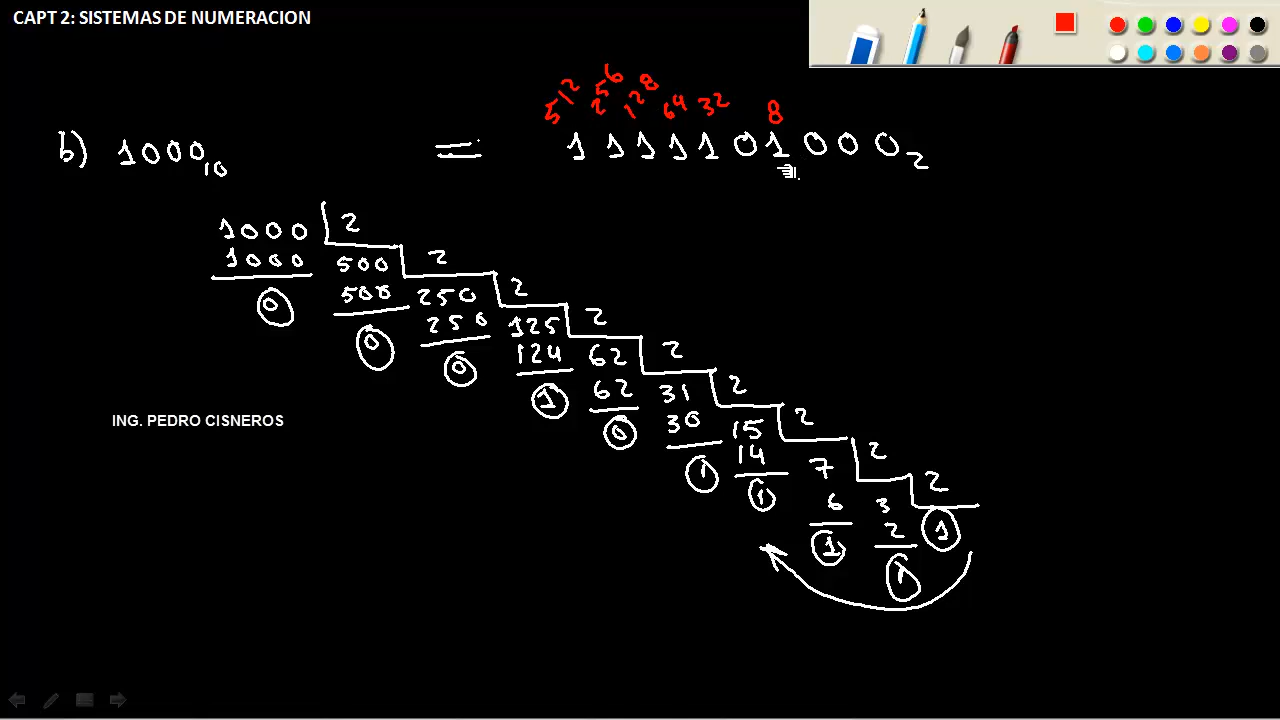 CAPT 2: SISTEMAS DE NUMERACION
512 256 128 64 32 8
b) 1000₁₀ = 1111101000₂
1000 2
1000 500 2
0 500 250 2
0 250 125 2
0 124 62 2
1 62 31 2
0 30 15 2
1 14 7 2
1 6 3 2
1 2 1
1
ING. PEDRO CISNEROS